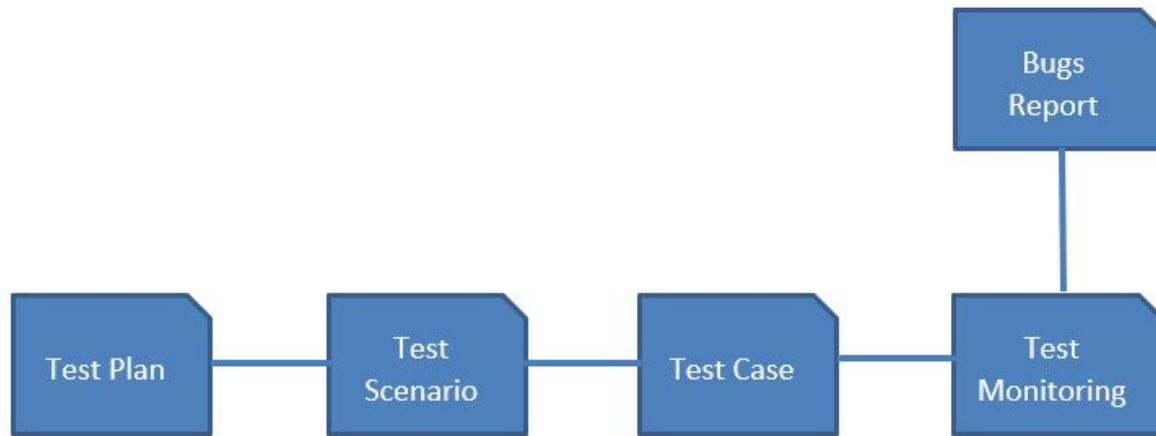 Bugs
Report
Test Plan
Test
Scenario
Test Case
Test
Monitoring